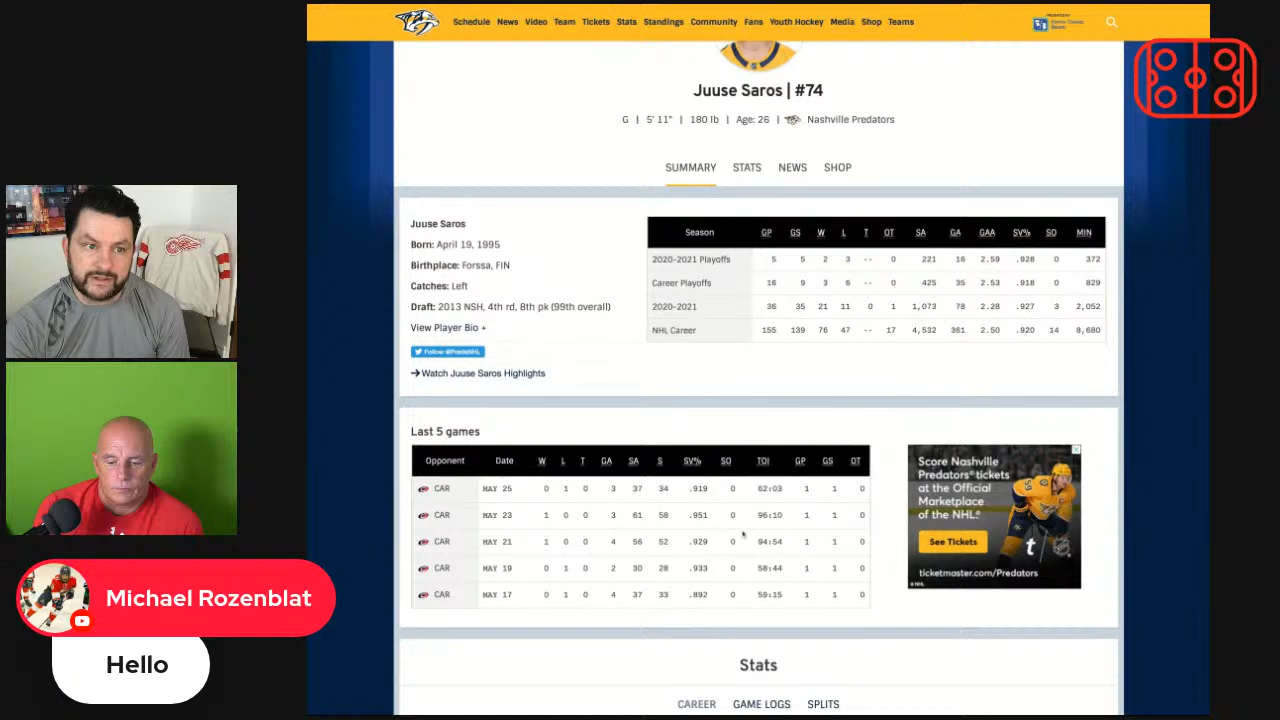 Schedule News Video Team Tickets Stats Standings Community Fans Youth Hockey Media Shop Teams
Juuse Saros | #74
G | 5' 11" | 180 lb | Age: 26 | Nashville Predators
SUMMARY STATS NEWS SHOP
Juuse Saros
Born: April 19, 1995
Birthplace: Forssa, FIN
Catches: Left
Draft: 2013 NSH, 4th rd, 8th pk (99th overall)
View Player Bio +
Follow @PredsNHL
Watch Juuse Saros Highlights
Season GP GS W L T OT SA GA GAA SV% SO MIN
2020-2021 Playoffs 5 5 2 3 -- 0 221 16 2.59 .928 0 372
Career Playoffs 16 9 3 6 -- 0 425 35 2.53 .918 0 829
2020-2021 36 35 21 11 0 1 1,073 78 2.28 .927 3 2,052
NHL Career 155 139 76 47 -- 17 4,532 361 2.50 .920 14 8,680
Last 5 games
Opponent Date W L T GA SA S SV% SO TOI GP GS OT
CAR MAY 25 0 1 0 3 37 34 .919 0 62:03 1 1 0
CAR MAY 23 1 0 0 3 61 58 .951 0 96:10 1 1 0
CAR MAY 21 1 0 0 4 56 52 .929 0 94:54 1 1 0
CAR MAY 19 0 1 0 2 30 28 .933 0 58:44 1 1 0
CAR MAY 17 0 1 0 4 37 33 .892 0 59:15 1 1 0
Score Nashville
Predators® tickets
at the Official
Marketplace
of the NHL®
See Tickets
t
ticketmaster.com/Predators
© NHL
Stats
CAREER GAME LOGS SPLITS
Michael Rozenblat
Hello